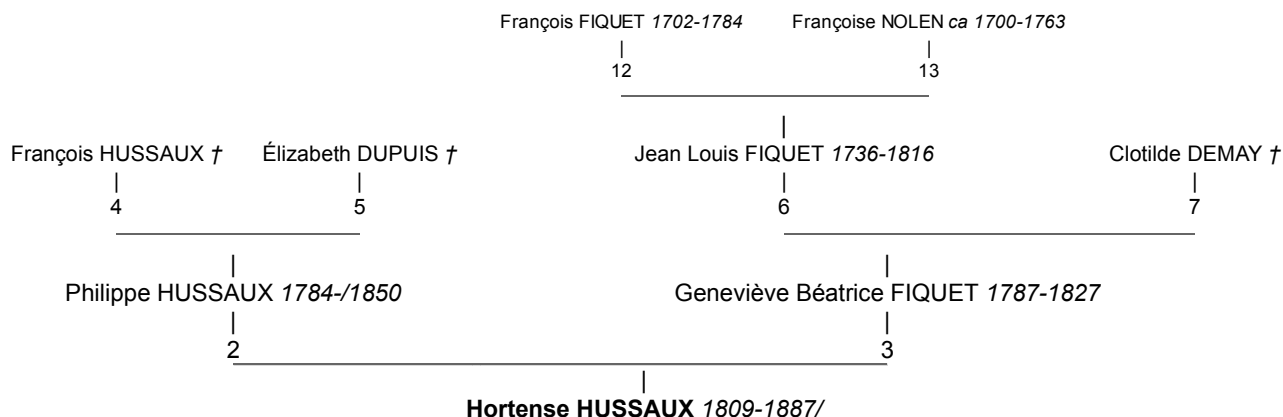 François FIQUET 1702-1784 Françoise NOLEN ca 1700-1763
12 13
François HUSSAUX † Élizabeth DUPUIS † Jean Louis FIQUET 1736-1816 Clotilde DEMAY †
4 5 6 7
Philippe HUSSAUX 1784-/1850 Geneviève Béatrice FIQUET 1787-1827
2 3
Hortense HUSSAUX 1809-1887/